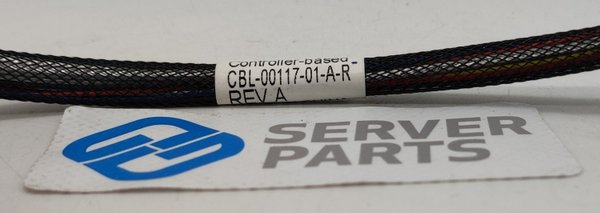 Controller-based
CBL-00117-01-A-R
REV A
SERVER
PARTS